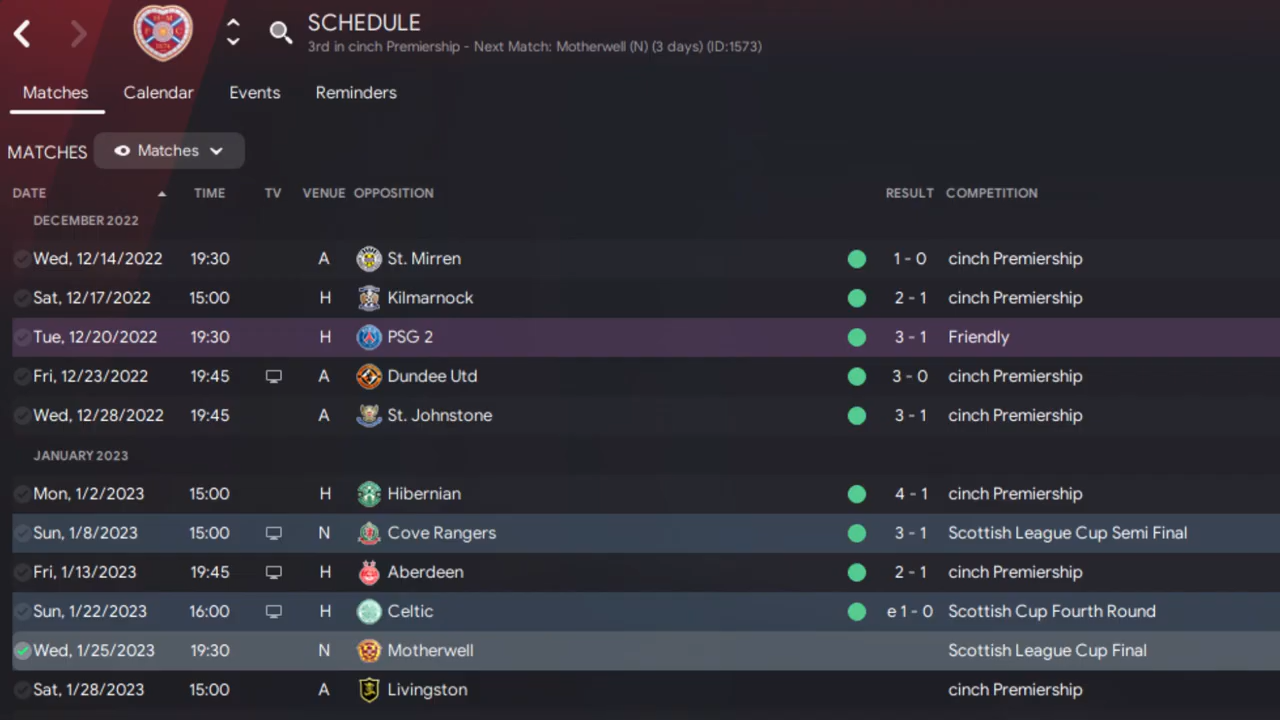 SCHEDULE
3rd in cinch Premiership - Next Match: Motherwell (N) (3 days) (ID:1573)
Matches Calendar Events Reminders
MATCHES Matches
DATE TIME TV VENUE OPPOSITION RESULT COMPETITION
DECEMBER 2022
Wed, 12/14/2022 19:30 A St. Mirren 1 - 0 cinch Premiership
Sat, 12/17/2022 15:00 H Kilmarnock 2 - 1 cinch Premiership
Tue, 12/20/2022 19:30 H PSG 2 3 - 1 Friendly
Fri, 12/23/2022 19:45 A Dundee Utd 3 - 0 cinch Premiership
Wed, 12/28/2022 19:45 A St. Johnstone 3 - 1 cinch Premiership
JANUARY 2023
Mon, 1/2/2023 15:00 H Hibernian 4 - 1 cinch Premiership
Sun, 1/8/2023 15:00 N Cove Rangers 3 - 1 Scottish League Cup Semi Final
Fri, 1/13/2023 19:45 H Aberdeen 2 - 1 cinch Premiership
Sun, 1/22/2023 16:00 H Celtic e 1 - 0 Scottish Cup Fourth Round
Wed, 1/25/2023 19:30 N Motherwell Scottish League Cup Final
Sat, 1/28/2023 15:00 A Livingston cinch Premiership